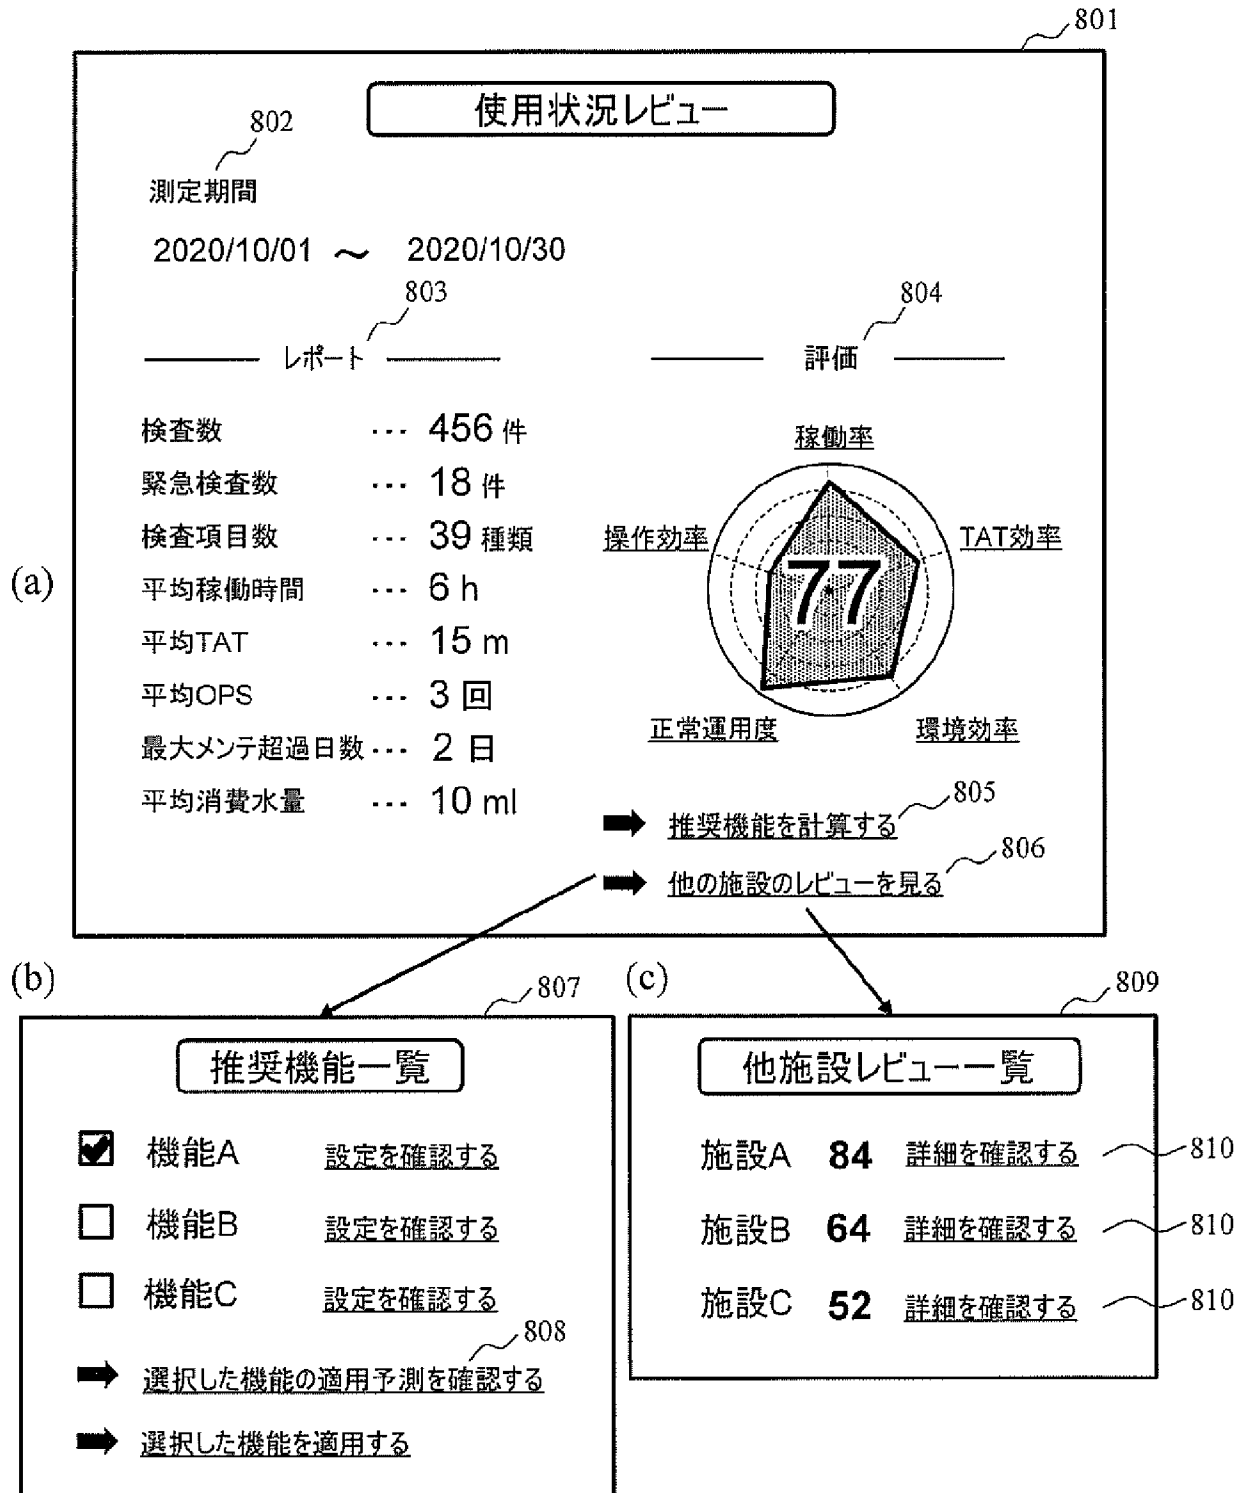 801
使用状況レビュー
802
測定期間
2020/10/01 ～ 2020/10/30
803
804
レポート
評価
検査数 ・・・ 456 件
緊急検査数 ・・・ 18 件
検査項目数 ・・・ 39 種類
平均稼働時間 ・・・ 6 h
平均TAT ・・・ 15 m
平均OPS ・・・ 3 回
最大メンテ超過日数・・・ 2 日
平均消費水量 ・・・ 10 ml
稼働率
操作効率
TAT効率
77
正常運用度
環境効率
(a)
805
➡ 推奨機能を計算する
806
➡ 他の施設のレビューを見る
(b)
807
推奨機能一覧
☑ 機能A 設定を確認する
☐ 機能B 設定を確認する
☐ 機能C 設定を確認する
808
➡ 選択した機能の適用予測を確認する
➡ 選択した機能を適用する
(c)
809
他施設レビュー一覧
施設A 84 詳細を確認する 810
施設B 64 詳細を確認する 810
施設C 52 詳細を確認する 810